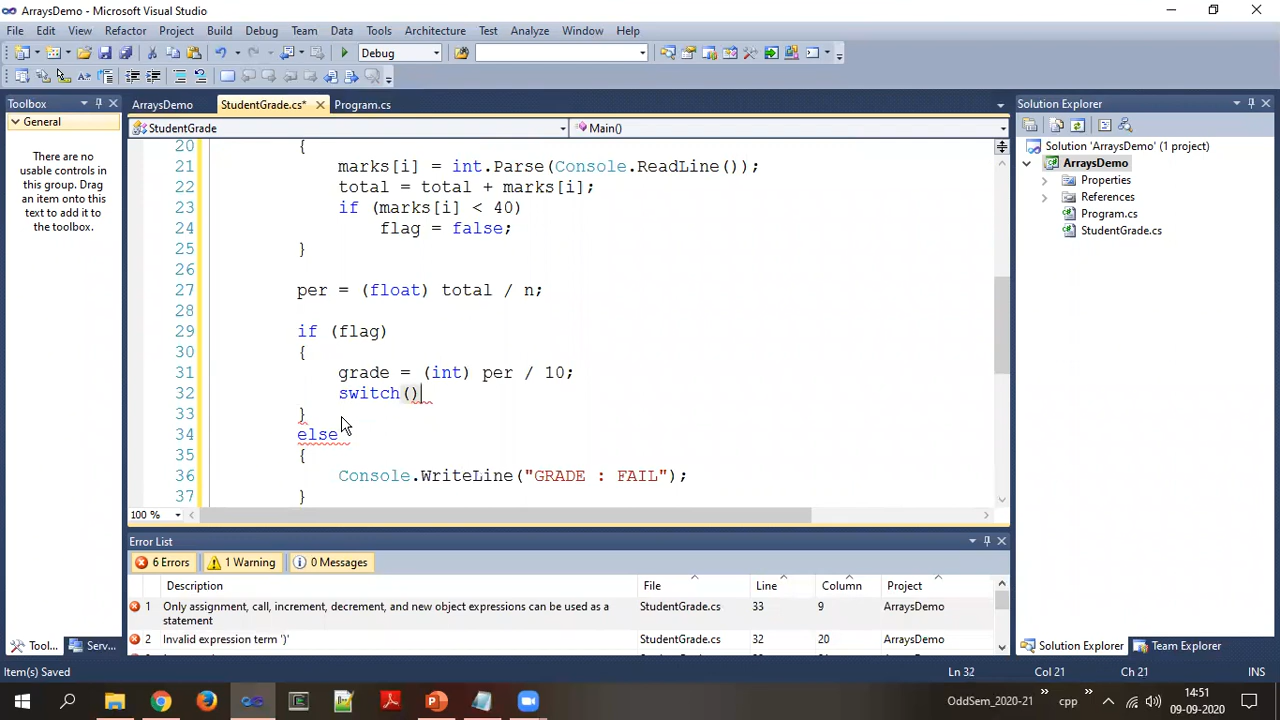 ArraysDemo - Microsoft Visual Studio
File Edit View Refactor Project Build Debug Team Data Tools Architecture Test Analyze Window Help
Debug
Toolbox
General
There are no
usable controls in
this group. Drag
an item onto this
text to add it to
the toolbox.
Tool... Serv...
ArraysDemo StudentGrade.cs* Program.cs
StudentGrade Main()
20 {
21 marks[i] = int.Parse(Console.ReadLine());
22 total = total + marks[i];
23 if (marks[i] < 40)
24 flag = false;
25 }
26
27 per = (float) total / n;
28
29 if (flag)
30 {
31 grade = (int) per / 10;
32 switch()
33 }
34 else
35 {
36 Console.WriteLine("GRADE : FAIL");
37 }
100 %
Error List
6 Errors 1 Warning 0 Messages
Description File Line Column Project
1 Only assignment, call, increment, decrement, and new object expressions can be used as a StudentGrade.cs 33 9 ArraysDemo
statement
2 Invalid expression term ')' StudentGrade.cs 32 20 ArraysDemo
Solution Explorer
Solution 'ArraysDemo' (1 project)
ArraysDemo
Properties
References
Program.cs
StudentGrade.cs
Solution Explorer Team Explorer
Item(s) Saved Ln 32 Col 21 Ch 21 INS
OddSem_2020-21 cpp 14:51
09-09-2020